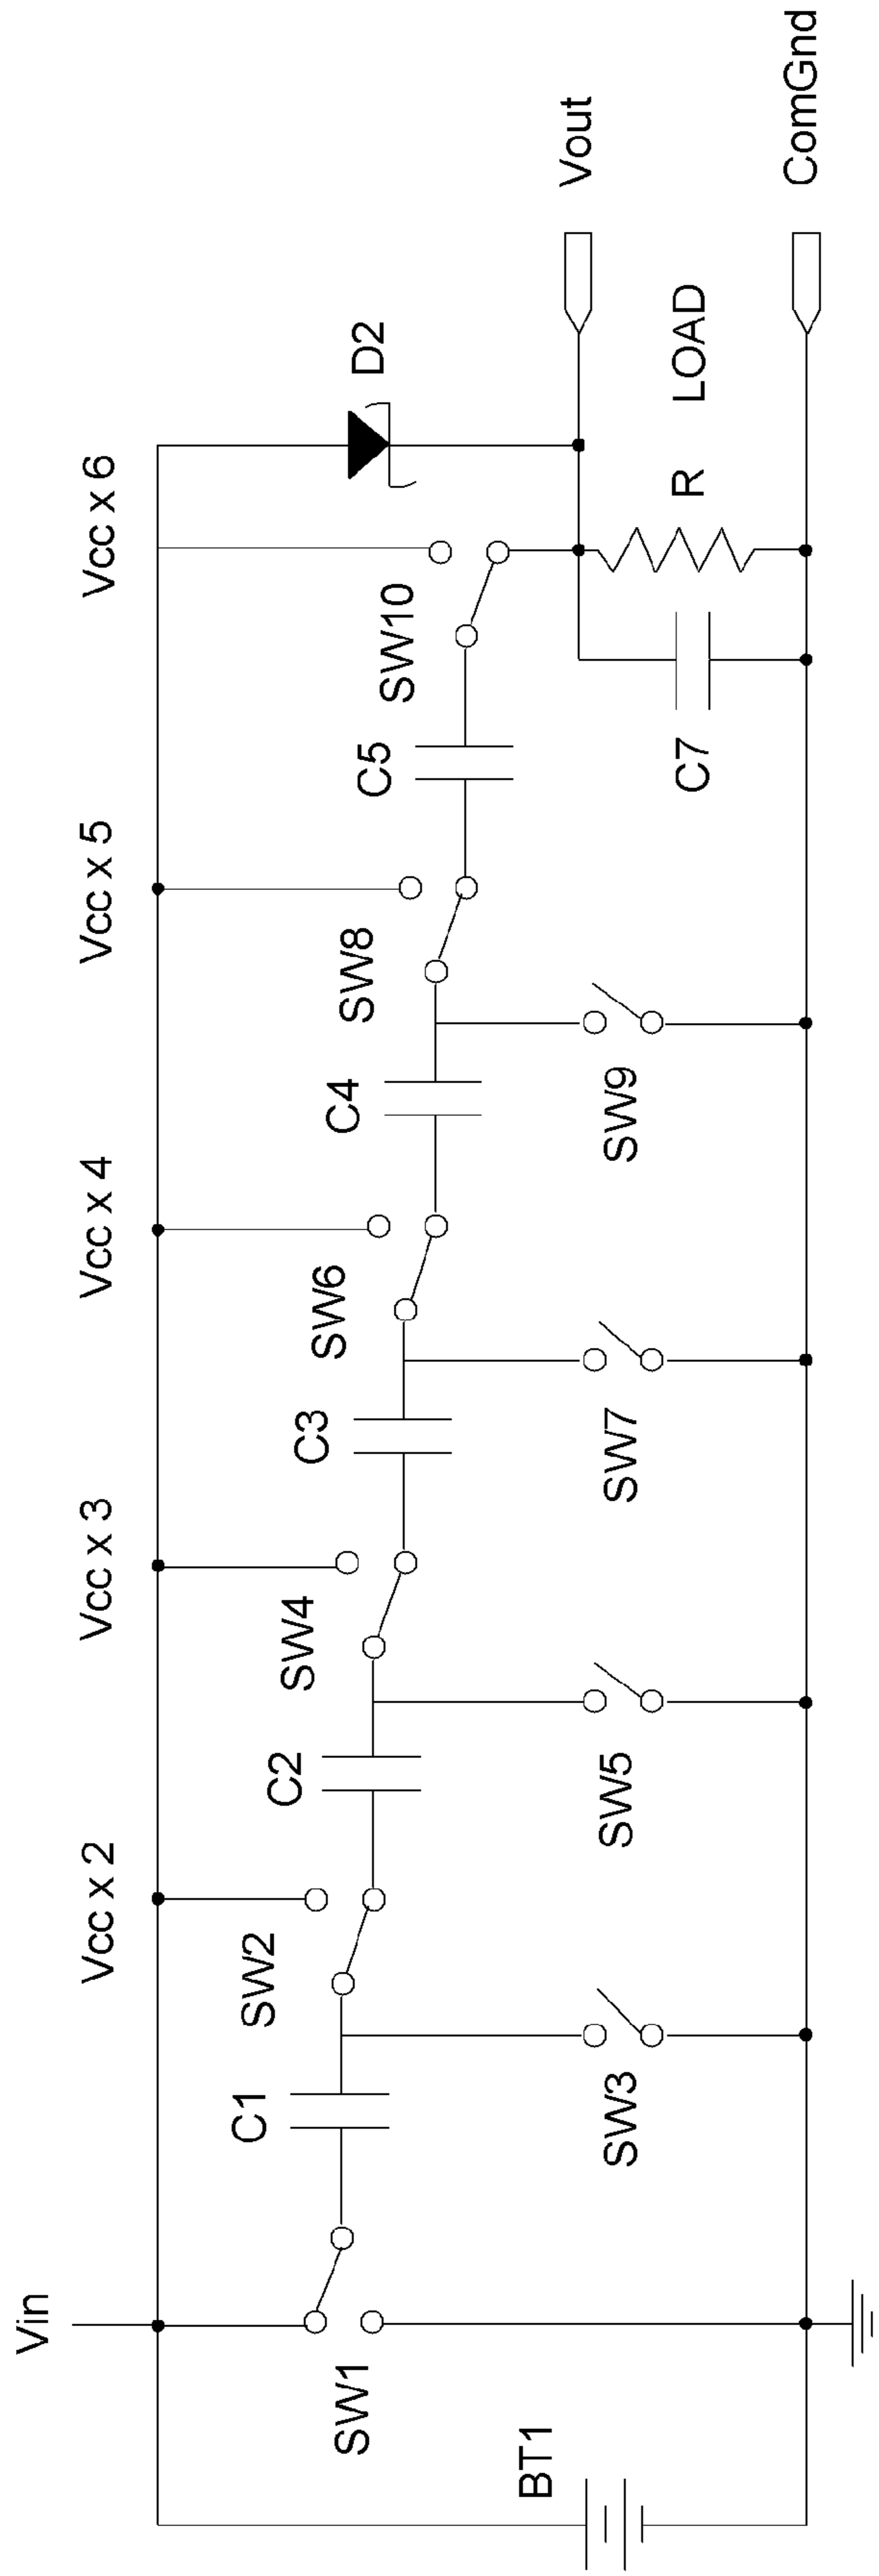 Vin
Vcc x 2
Vcc x 3
Vcc x 4
Vcc x 5
Vcc x 6
BT1
SW1
C1
SW2
C2
SW4
C3
SW6
C4
SW8
C5
SW10
D2
SW3
SW5
SW7
SW9
C7
R
LOAD
Vout
ComGnd